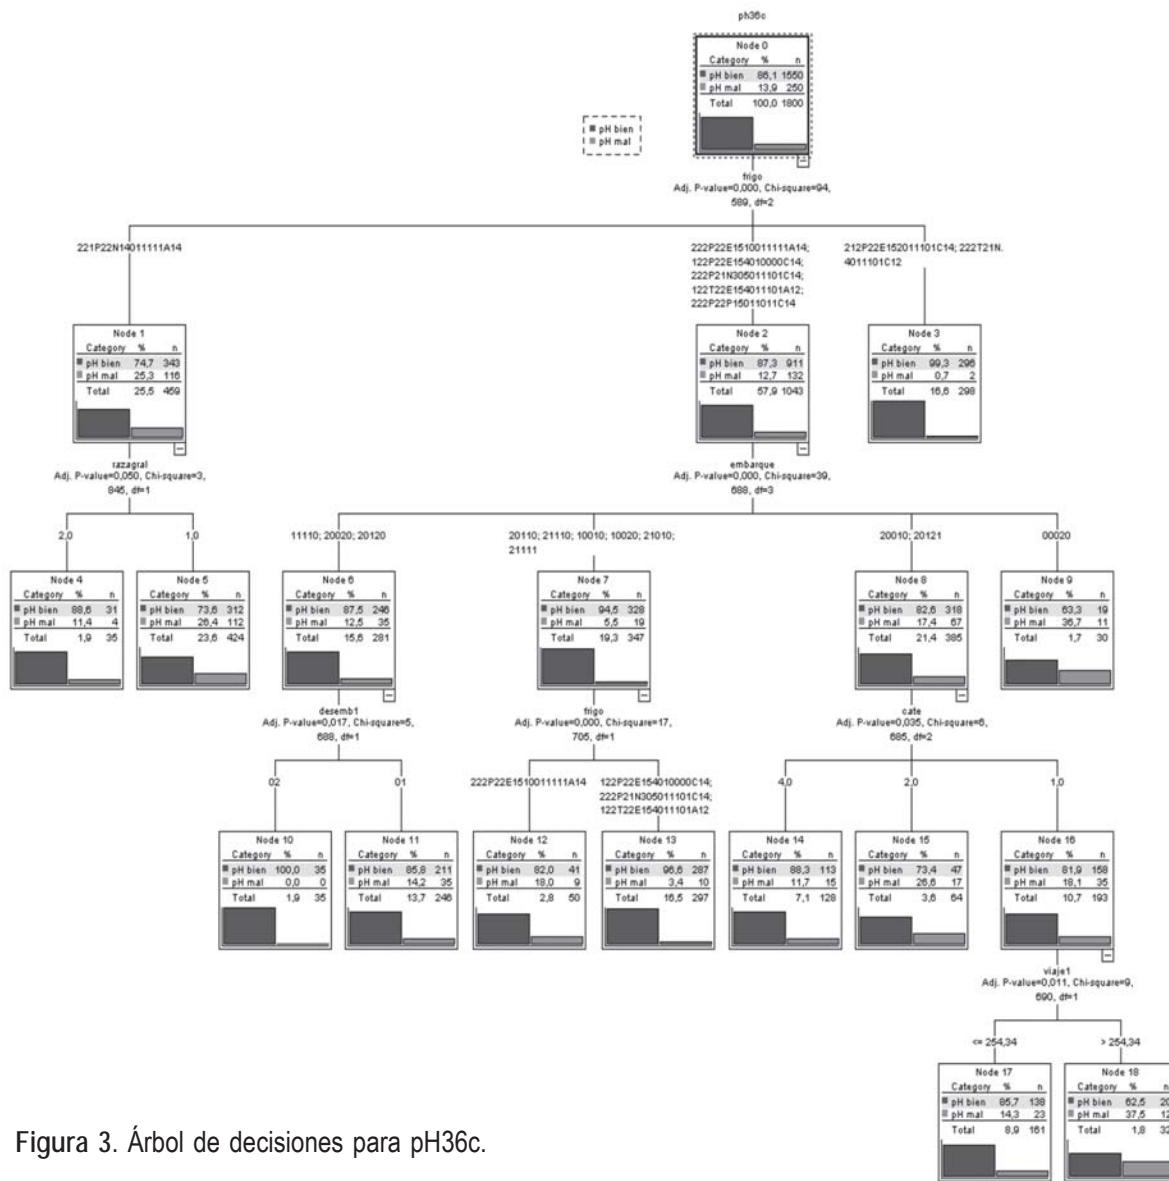 ph36c
Node 0
Category % n
pH bien 86,1 1550
pH mal 13,9 250
Total 100,0 1800
pH bien
pH mal
frigo
Adj. P-value=0,000, Chi-square=94,
589, df=2
221P22N14011111A14
222P22E1510011111A14;
122P22E154010000C14;
222P21N305011101C14;
122T22E154011101A12;
222P22P15011011C14
212P22E152011101C14; 222T21N.
4011101C12
Node 1
Category % n
pH bien 74,7 343
pH mal 25,3 116
Total 25,5 459
Node 2
Category % n
pH bien 87,3 911
pH mal 12,7 132
Total 57,9 1043
Node 3
Category % n
pH bien 99,3 296
pH mal 0,7 2
Total 16,6 298
razagral
Adj. P-value=0,050, Chi-square=3,
845, df=1
embarque
Adj. P-value=0,000, Chi-square=39,
688, df=3
2,0
1,0
11110; 20020; 20120
20110; 21110; 10010; 10020; 21010;
21111
20010; 20121
00020
Node 4
Category % n
pH bien 88,6 31
pH mal 11,4 4
Total 1,9 35
Node 5
Category % n
pH bien 73,6 312
pH mal 26,4 112
Total 23,6 424
Node 6
Category % n
pH bien 87,5 246
pH mal 12,5 35
Total 15,6 281
Node 7
Category % n
pH bien 94,5 328
pH mal 5,5 19
Total 19,3 347
Node 8
Category % n
pH bien 82,6 318
pH mal 17,4 67
Total 21,4 385
Node 9
Category % n
pH bien 63,3 19
pH mal 36,7 11
Total 1,7 30
desemb1
Adj. P-value=0,017, Chi-square=5,
688, df=1
frigo
Adj. P-value=0,000, Chi-square=17,
705, df=1
cate
Adj. P-value=0,035, Chi-square=6,
685, df=2
02
01
222P22E1510011111A14
122P22E154010000C14;
222P21N305011101C14;
122T22E154011101A12
4,0
2,0
1,0
Node 10
Category % n
pH bien 100,0 35
pH mal 0,0 0
Total 1,9 35
Node 11
Category % n
pH bien 85,8 211
pH mal 14,2 35
Total 13,7 246
Node 12
Category % n
pH bien 82,0 41
pH mal 18,0 9
Total 2,8 50
Node 13
Category % n
pH bien 96,6 287
pH mal 3,4 10
Total 16,5 297
Node 14
Category % n
pH bien 88,3 113
pH mal 11,7 15
Total 7,1 128
Node 15
Category % n
pH bien 73,4 47
pH mal 26,6 17
Total 3,6 64
Node 16
Category % n
pH bien 81,9 158
pH mal 18,1 35
Total 10,7 193
viaje1
Adj. P-value=0,011, Chi-square=9,
690, df=1
<= 254,34
> 254,34
Node 17
Category % n
pH bien 85,7 138
pH mal 14,3 23
Total 8,9 161
Node 18
Category % n
pH bien 62,5 20
pH mal 37,5 12
Total 1,8 32
Figura 3. Árbol de decisiones para pH36c.